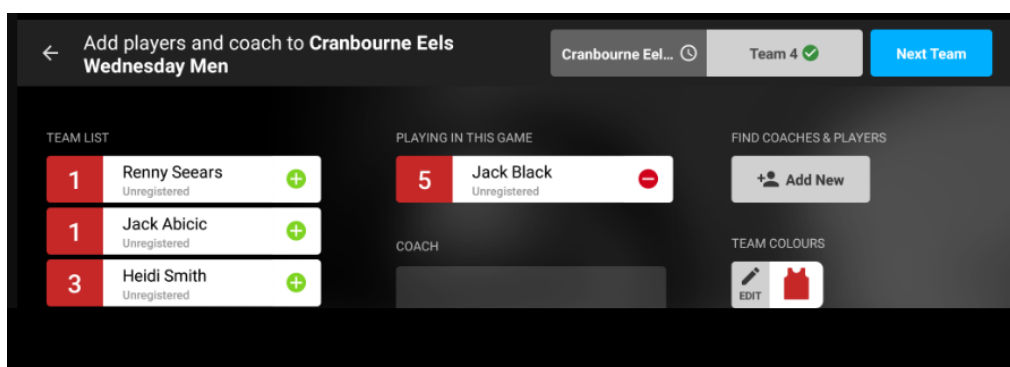 Add players and coach to Cranbourne Eels
Wednesday Men
Cranbourne Eel...
Team 4
Next Team
TEAM LIST
1
Renny Seears
Unregistered
1
Jack Abicic
Unregistered
3
Heidi Smith
Unregistered
PLAYING IN THIS GAME
5
Jack Black
Unregistered
COACH
FIND COACHES & PLAYERS
Add New
TEAM COLOURS
EDIT